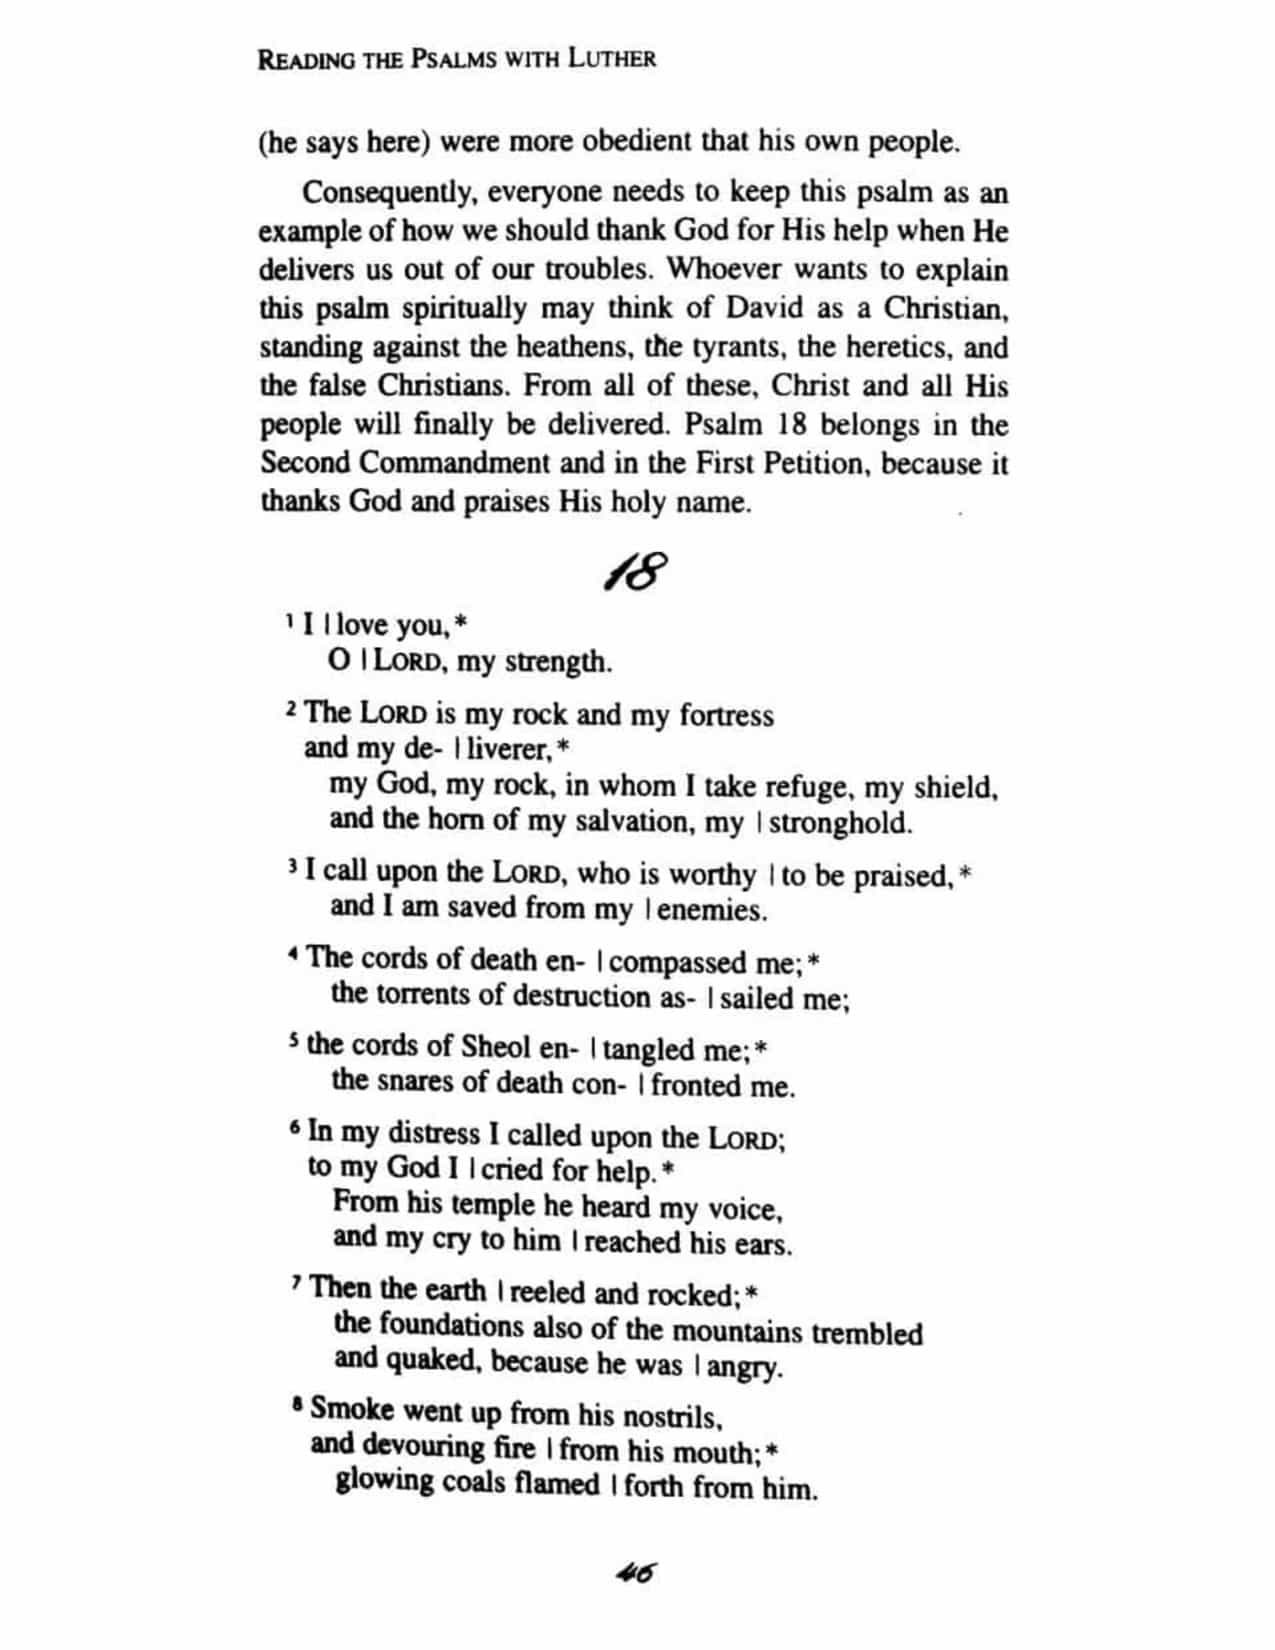 READING THE PSALMS WITH LUTHER
(he says here) were more obedient that his own people.
Consequently, everyone needs to keep this psalm as an
example of how we should thank God for His help when He
delivers us out of our troubles. Whoever wants to explain
this psalm spiritually may think of David as a Christian,
standing against the heathens, the tyrants, the heretics, and
the false Christians. From all of these, Christ and all His
people will finally be delivered. Psalm 18 belongs in the
Second Commandment and in the First Petition, because it
thanks God and praises His holy name.
18
1 I | love you,*
O | LORD, my strength.
2 The LORD is my rock and my fortress
and my de- | liverer,*
my God, my rock, in whom I take refuge, my shield,
and the horn of my salvation, my | stronghold.
3 I call upon the LORD, who is worthy | to be praised,*
and I am saved from my | enemies.
4 The cords of death en- | compassed me;*
the torrents of destruction as- | sailed me;
5 the cords of Sheol en- | tangled me;*
the snares of death con- | fronted me.
6 In my distress I called upon the LORD;
to my God I | cried for help.*
From his temple he heard my voice,
and my cry to him | reached his ears.
7 Then the earth | reeled and rocked;*
the foundations also of the mountains trembled
and quaked, because he was | angry.
8 Smoke went up from his nostrils,
and devouring fire | from his mouth;*
glowing coals flamed | forth from him.
46